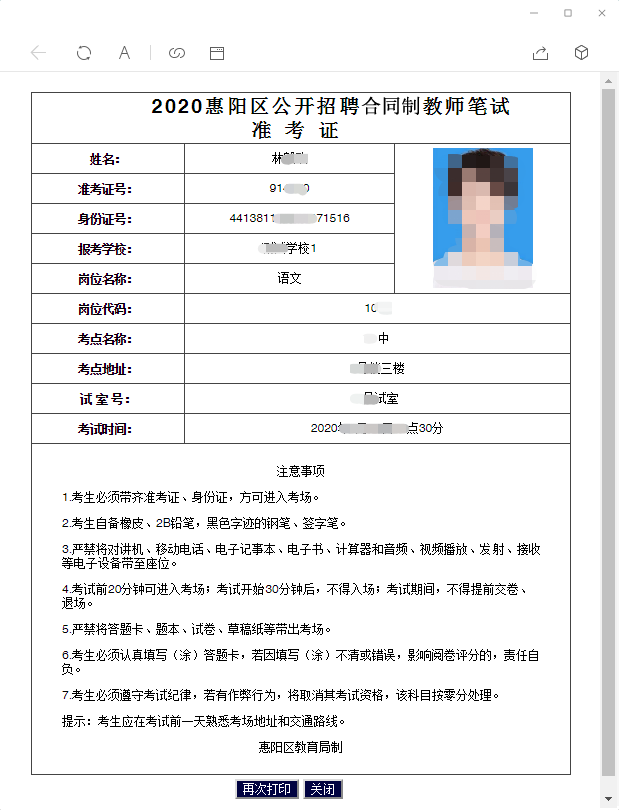 2020惠阳区公开招聘合同制教师笔试
准 考 证
姓名：
林
准考证号：
91 0
身份证号：
4413811 71516
报考学校：
学校1
岗位名称：
语文
岗位代码：
10
考点名称：
中
考点地址：
三楼
试 室 号：
试室
考试时间：
2020 点30分
注意事项
1.考生必须带齐准考证、身份证，方可进入考场。
2.考生自备橡皮、2B铅笔，黑色字迹的钢笔、签字笔。
3.严禁将对讲机、移动电话、电子记事本、电子书、计算器和音频、视频播放、发射、接收
等电子设备带至座位。
4.考试前20分钟可进入考场；考试开始30分钟后，不得入场；考试期间，不得提前交卷、
退场。
5.严禁将答题卡、题本、试卷、草稿纸等带出考场。
6.考生必须认真填写（涂）答题卡，若因填写（涂）不清或错误，影响阅卷评分的，责任自
负。
7.考生必须遵守考试纪律，若有作弊行为，将取消其考试资格，该科目按零分处理。
提示：考生应在考试前一天熟悉考场地址和交通路线。
惠阳区教育局制
再次打印 关闭